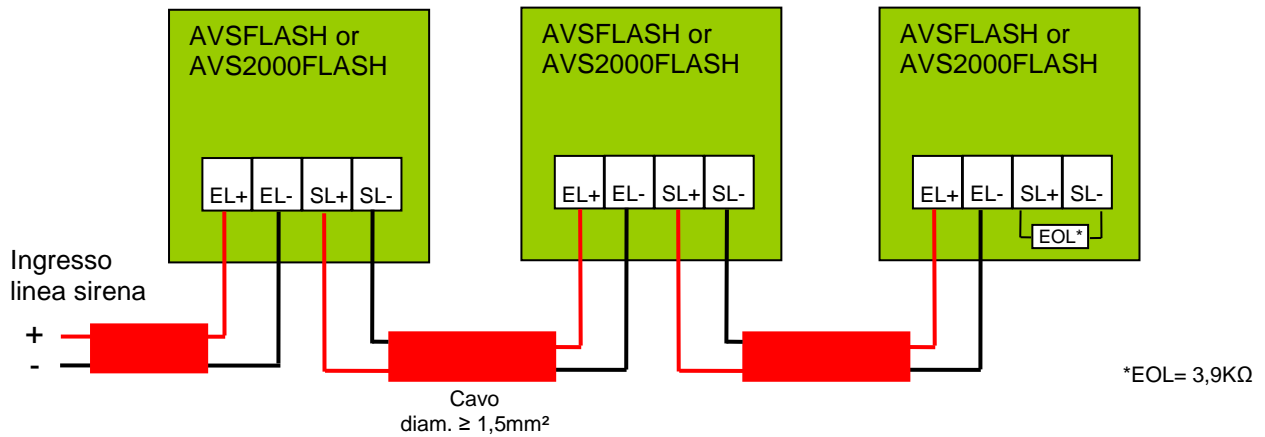 AVSFLASH or
AVS2000FLASH
AVSFLASH or
AVS2000FLASH
AVSFLASH or
AVS2000FLASH
EL+ EL- SL+ SL-
EL+ EL- SL+ SL-
EL+ EL- SL+ SL-
EOL*
Ingresso
linea sirena
+
-
Cavo
diam. ≥ 1,5mm²
*EOL= 3,9KΩ